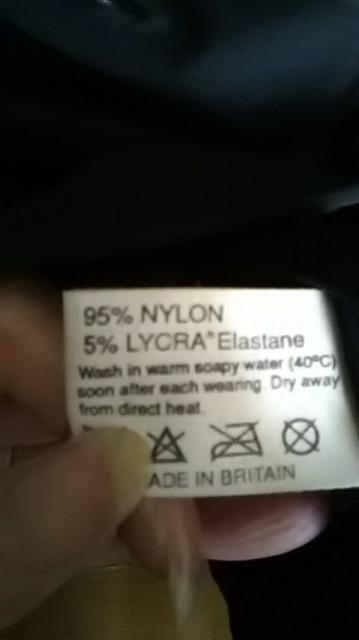 95% NYLON
5% LYCRA* Elastane
Wash in warm soapy water (40°C)
soon after each wearing. Dry away
from direct heat.
ADE IN BRITAIN